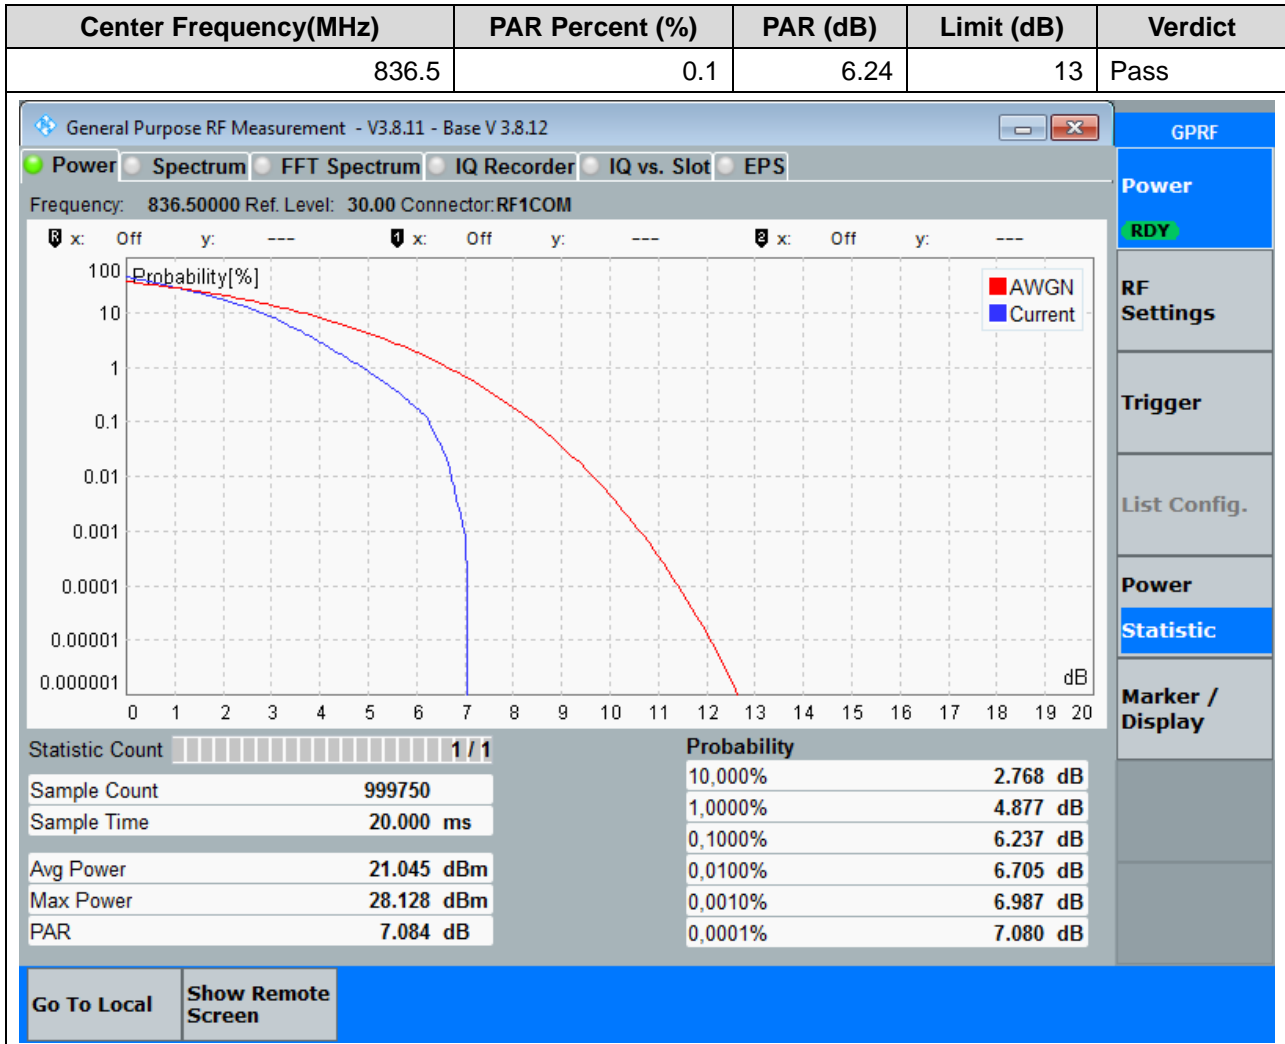 Center Frequency(MHz) PAR Percent (%) PAR (dB) Limit (dB) Verdict
836.5 0.1 6.24 13 Pass
General Purpose RF Measurement - V3.8.11 - Base V 3.8.12
GPRF
Power Spectrum FFT Spectrum IQ Recorder IQ vs. Slot EPS
Frequency: 836.50000 Ref. Level: 30.00 Connector: RF1COM
R x: Off y: --- 1 x: Off y: --- 2 x: Off y: ---
Probability[%]
AWGN
Current
100
10
1
0.1
0.01
0.001
0.0001
0.00001
0.000001
dB
0 1 2 3 4 5 6 7 8 9 10 11 12 13 14 15 16 17 18 19 20
Statistic Count 1 / 1
Sample Count 999750
Sample Time 20.000 ms
Avg Power 21.045 dBm
Max Power 28.128 dBm
PAR 7.084 dB
Probability
10,000% 2.768 dB
1,0000% 4.877 dB
0,1000% 6.237 dB
0,0100% 6.705 dB
0,0010% 6.987 dB
0,0001% 7.080 dB
Power
RDY
RF
Settings
Trigger
List Config.
Power
Statistic
Marker /
Display
Go To Local
Show Remote
Screen